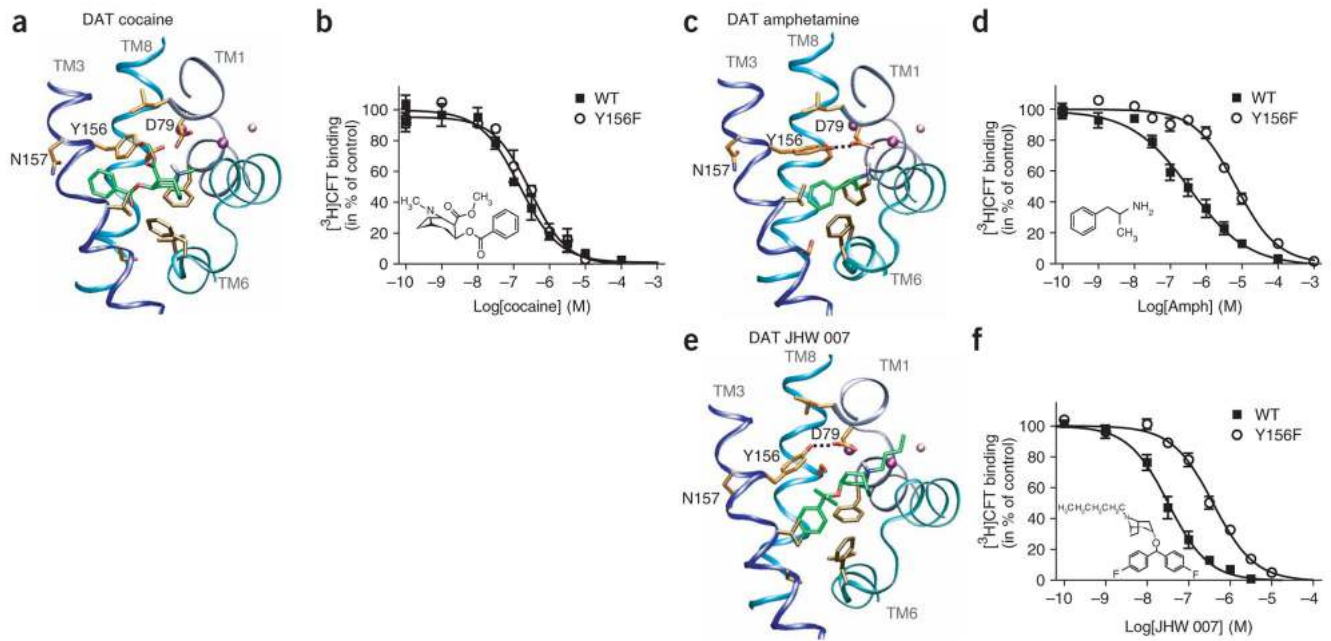 a
DAT cocaine
TM8
TM3
TM1
Y156
D79
N157
TM6
b
WT
Y156F
[³H]CFT binding
(in % of control)
100
80
60
40
20
0
H₃C
N
O
O
CH₃
O
O
−10 −9 −8 −7 −6 −5 −4 −3
Log[cocaine] (M)
c
DAT amphetamine
TM8
TM3
TM1
D79
Y156
N157
TM6
d
WT
Y156F
[³H]CFT binding
(in % of control)
100
80
60
40
20
0
NH₂
CH₃
−10 −9 −8 −7 −6 −5 −4 −3
Log[Amph] (M)
e
DAT JHW 007
TM8
TM1
TM3
D79
Y156
N157
TM6
f
WT
Y156F
[³H]CFT binding
(in % of control)
100
80
60
40
20
0
H₃CH₂CH₂CH₂C
O
F
F
−10 −9 −8 −7 −6 −5 −4
Log[JHW 007] (M)